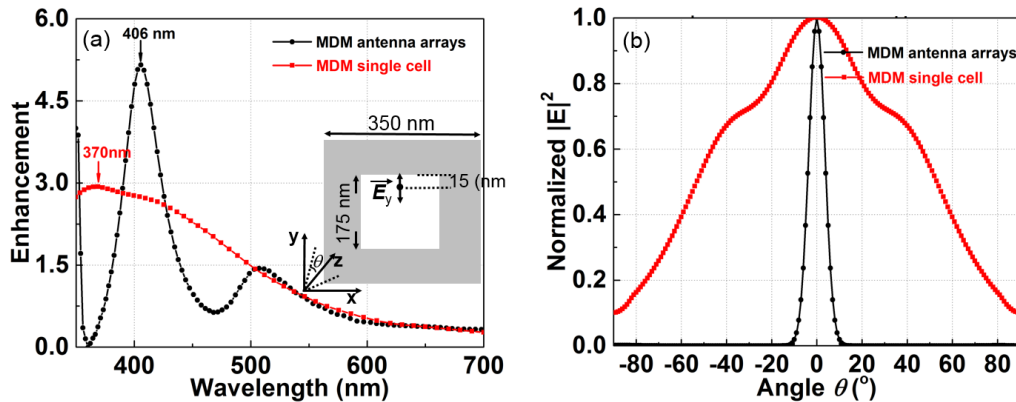 (a)
406 nm
MDM antenna arrays
MDM single cell
370nm
350 nm
15 (nm
175 nm
E y
y
θ
z
x
6.0
4.5
3.0
1.5
0.0
Enhancement
400 500 600 700
Wavelength (nm)
(b)
MDM antenna arrays
MDM single cell
1.0
0.8
0.6
0.4
0.2
0.0
Normalized |E|²
-80 -60 -40 -20 0 20 40 60 80
Angle θ (°)